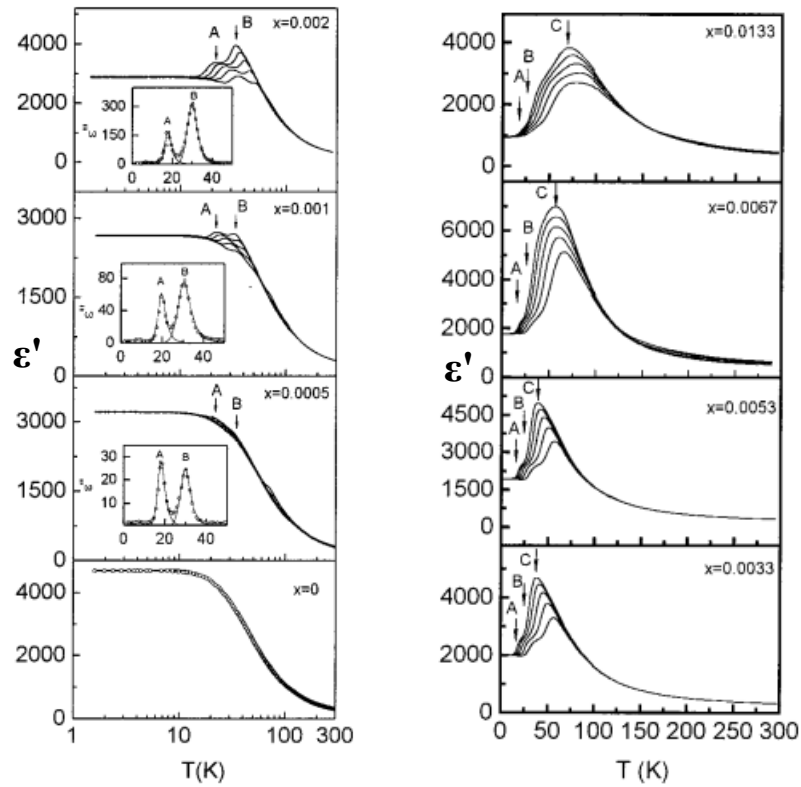 A
B
x=0.002
4000
3000
2000
1000
0
ε"
300
150
0
A
B
0
20
40
A
B
x=0.001
3000
1500
0
ε"
80
40
0
A
B
0
20
40
ε'
A
B
x=0.0005
3000
1500
0
ε"
30
20
10
A
B
0
20
40
x=0
4000
2000
0
1
10
100
300
T(K)
C
B
A
x=0.0133
4000
2000
0
C
B
A
x=0.0067
6000
4000
2000
0
ε'
C
B
A
x=0.0053
4500
3000
1500
0
C
B
A
x=0.0033
4000
2000
0
0
50
100
150
200
250
300
T (K)